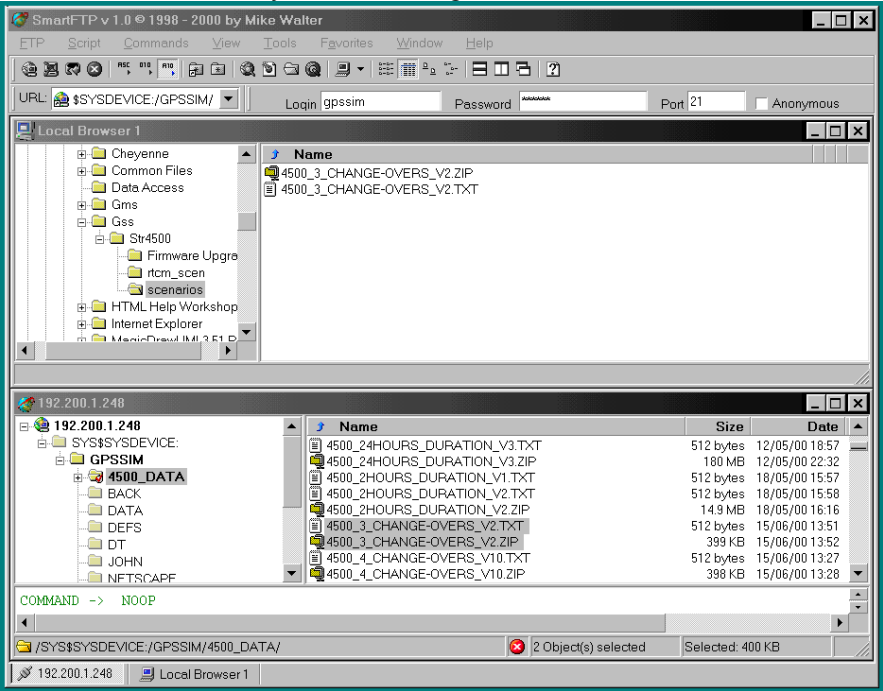 SmartFTP v 1.0 © 1998 - 2000 by Mike Walter
FTP Script Commands View Tools Favorites Window Help
URL: $SYSDEVICE:/GPSSIM/ Login gpssim Password ******** Port 21 Anonymous
Local Browser 1
Cheyenne
Common Files
Data Access
Gms
Gss
Str4500
Firmware Upgra
rtcm_scen
scenarios
HTML Help Workshop
Internet Explorer
MagicDrawUML3.51 P
Name
4500_3_CHANGE-OVERS_V2.ZIP
4500_3_CHANGE-OVERS_V2.TXT
192.200.1.248
192.200.1.248
SYS$SYSDEVICE:
GPSSIM
4500_DATA
BACK
DATA
DEFS
DT
JOHN
NETSCAPE
Name Size Date
4500_24HOURS_DURATION_V3.TXT 512 bytes 12/05/00 18:57
4500_24HOURS_DURATION_V3.ZIP 180 MB 12/05/00 22:32
4500_2HOURS_DURATION_V1.TXT 512 bytes 18/05/00 15:57
4500_2HOURS_DURATION_V2.TXT 512 bytes 18/05/00 15:58
4500_2HOURS_DURATION_V2.ZIP 14.9 MB 18/05/00 16:16
4500_3_CHANGE-OVERS_V2.TXT 512 bytes 15/06/00 13:51
4500_3_CHANGE-OVERS_V2.ZIP 399 KB 15/06/00 13:52
4500_4_CHANGE-OVERS_V10.TXT 512 bytes 15/06/00 13:27
4500_4_CHANGE-OVERS_V10.ZIP 398 KB 15/06/00 13:28
COMMAND -> NOOP
/SYS$SYSDEVICE:/GPSSIM/4500_DATA/ 2 Object(s) selected Selected: 400 KB
192.200.1.248 Local Browser 1